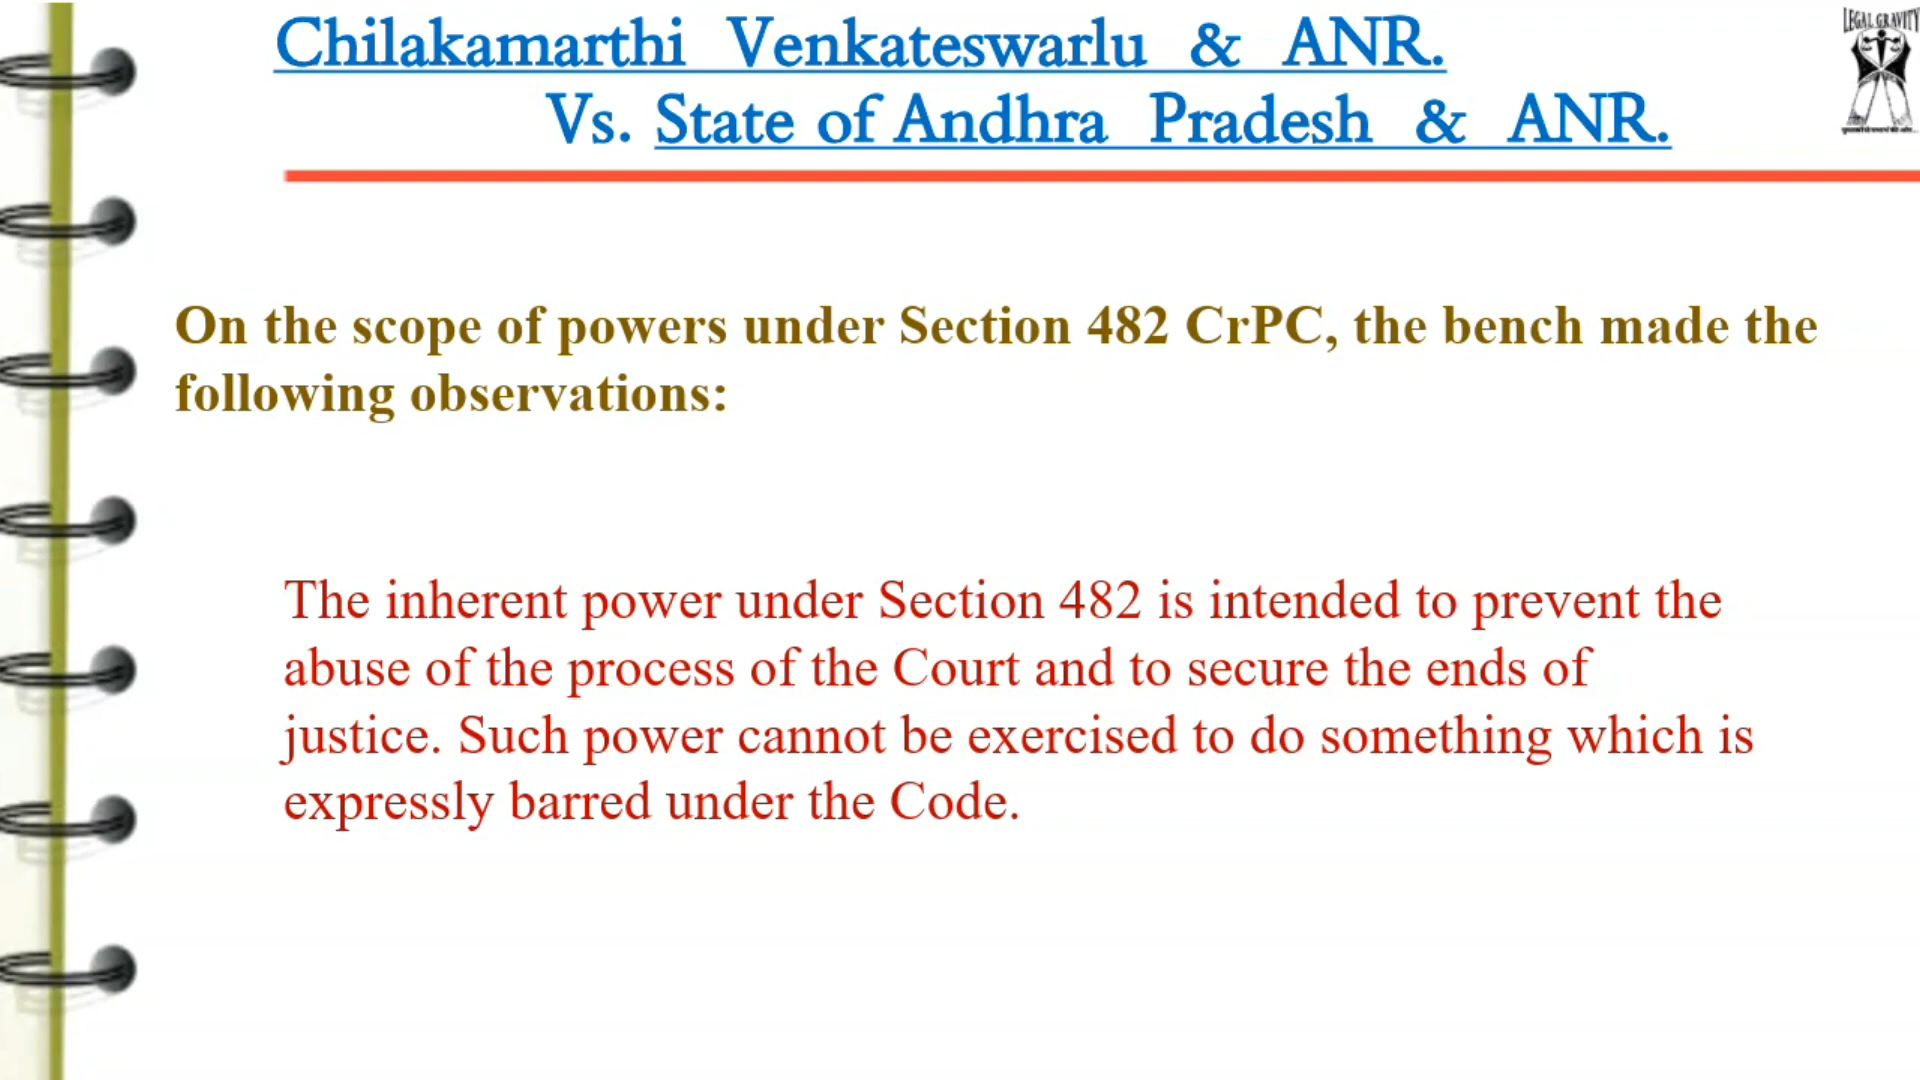 Chilakamarthi Venkateswarlu & ANR.
Vs. State of Andhra Pradesh & ANR.
LEGAL GRAVITY
On the scope of powers under Section 482 CrPC, the bench made the
following observations:
The inherent power under Section 482 is intended to prevent the
abuse of the process of the Court and to secure the ends of
justice. Such power cannot be exercised to do something which is
expressly barred under the Code.